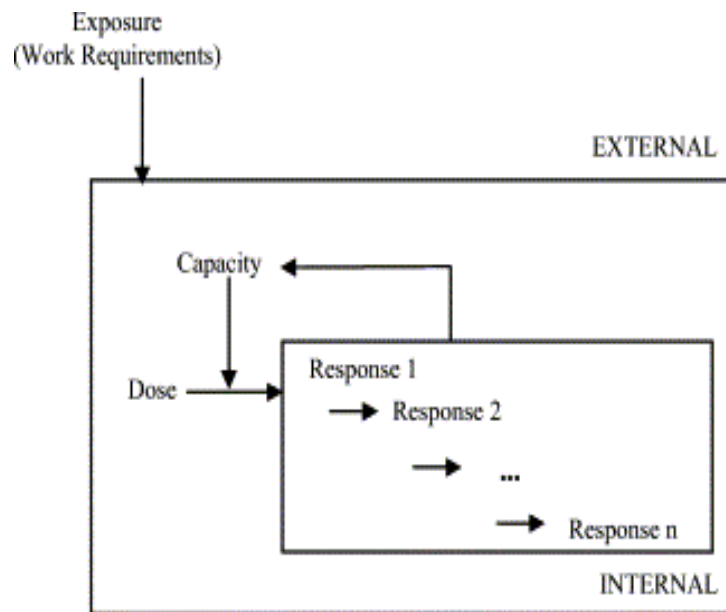 Exposure
(Work Requirements)
EXTERNAL
Capacity
Response 1
Dose
Response 2
...
Response n
INTERNAL